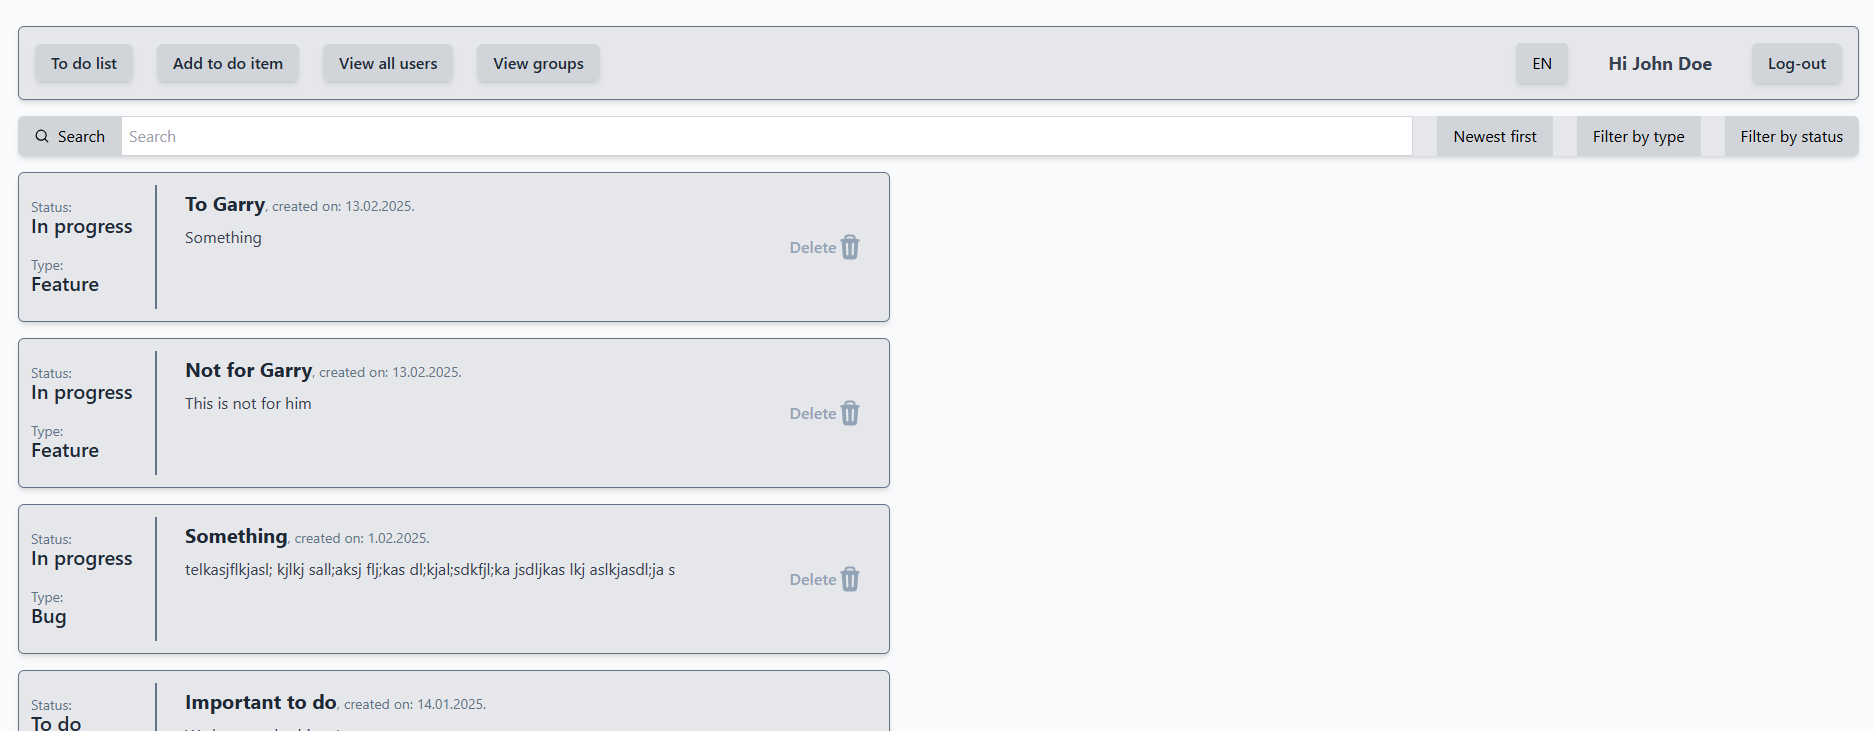 To do list Add to do item View all users View groups EN Hi John Doe Log-out
Search Search Newest first Filter by type Filter by status
Status:
In progress
Type:
Feature
To Garry, created on: 13.02.2025.
Something
Delete
Status:
In progress
Type:
Feature
Not for Garry, created on: 13.02.2025.
This is not for him
Delete
Status:
In progress
Type:
Bug
Something, created on: 1.02.2025.
telkasjflkjasl; kjlkj sall;aksj flj;kas dl;kjal;sdkfjl;ka jsdljkas lkj aslkjasdl;ja s
Delete
Status:
To do
Important to do, created on: 14.01.2025.